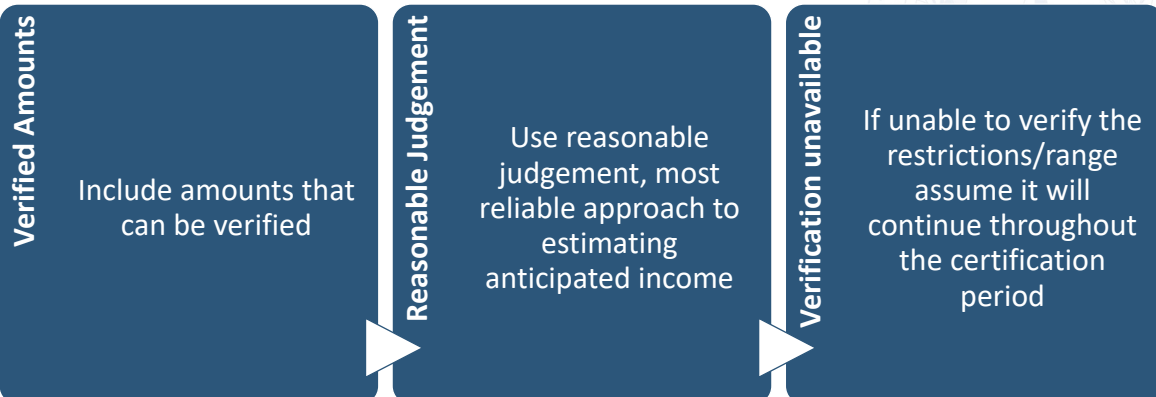 Verified Amounts
Include amounts that
can be verified
Reasonable Judgement
Use reasonable
judgement, most
reliable approach to
estimating
anticipated income
Verification unavailable
If unable to verify the
restrictions/range
assume it will
continue throughout
the certification
period